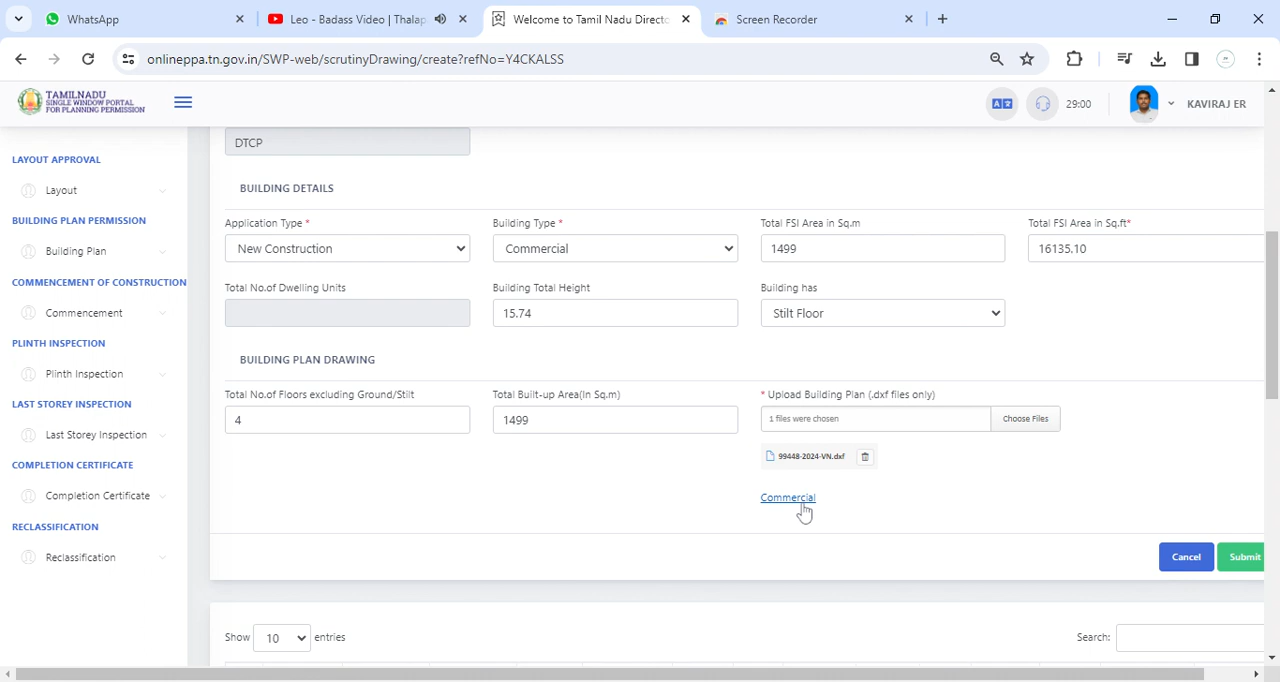 WhatsApp
Leo - Badass Video | Thalap
Welcome to Tamil Nadu Directo
Screen Recorder
onlineppa.tn.gov.in/SWP-web/scrutinyDrawing/create?refNo=Y4CKALSS
TAMILNADU
SINGLE WINDOW PORTAL
FOR PLANNING PERMISSION
29:00
KAVIRAJ ER
LAYOUT APPROVAL
Layout
BUILDING PLAN PERMISSION
Building Plan
COMMENCEMENT OF CONSTRUCTION
Commencement
PLINTH INSPECTION
Plinth Inspection
LAST STOREY INSPECTION
Last Storey Inspection
COMPLETION CERTIFICATE
Completion Certificate
RECLASSIFICATION
Reclassification
DTCP
BUILDING DETAILS
Application Type * Building Type * Total FSI Area in Sq.m Total FSI Area in Sq.ft*
New Construction Commercial 1499 16135.10
Total No.of Dwelling Units Building Total Height Building has
15.74 Stilt Floor
BUILDING PLAN DRAWING
Total No.of Floors excluding Ground/Stilt Total Built-up Area(In Sq.m) * Upload Building Plan (.dxf files only)
4 1499 1 files were chosen Choose Files
99448-2024-VN.dxf
Commercial
Cancel Submit
Show 10 entries Search: